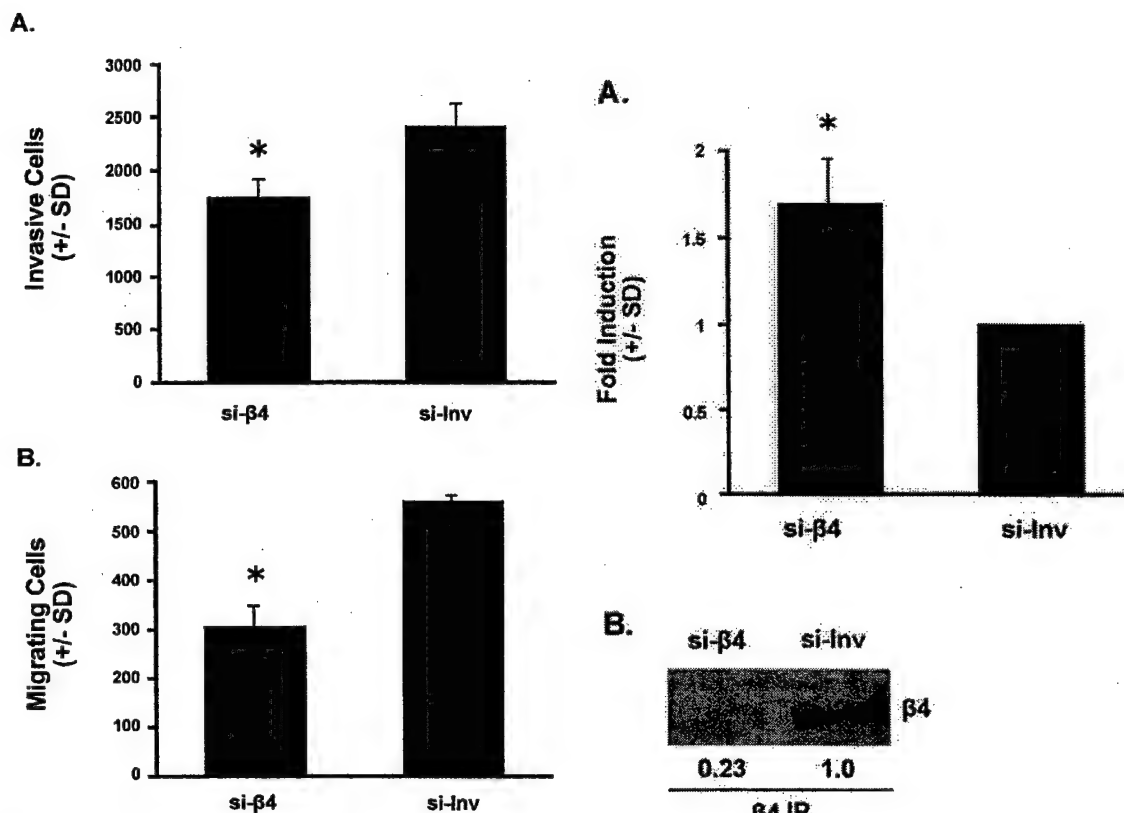 A.
Invasive Cells
(+/- SD)
3000
2500
2000
1500
1000
500
0
*
si-β4
si-Inv
B.
Migrating Cells
(+/- SD)
600
500
400
300
200
100
0
*
si-β4
si-Inv
A.
Fold Induction
(+/- SD)
2
1.5
1
0.5
0
*
si-β4
si-Inv
B.
si-β4
si-Inv
β4
0.23
1.0
β4 IP